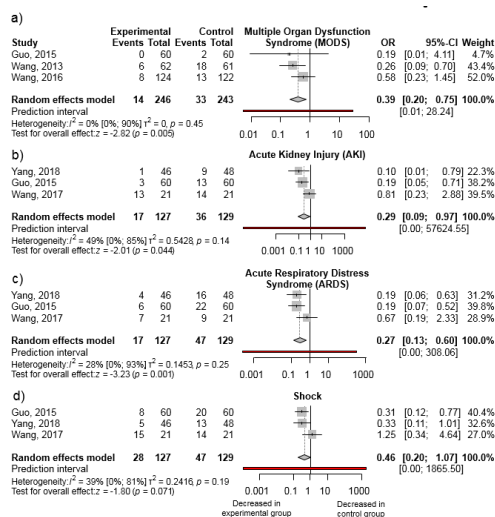 a)
Experimental Control Multiple Organ Dysfunction
Study Events Total Events Total Syndrome (MODS) OR 95%-CI Weight
Guo, 2015 0 60 2 60 0.19 [0.01; 4.11] 4.7%
Wang, 2013 6 62 18 61 0.26 [0.09; 0.70] 43.4%
Wang, 2016 8 124 13 122 0.58 [0.23; 1.45] 52.0%
Random effects model 14 246 33 243 0.39 [0.20; 0.75] 100.0%
Prediction interval [0.01; 28.24]
Heterogeneity: I² = 0% [0%; 90%] τ² = 0, p = 0.45
Test for overall effect: z = -2.82 (p = 0.005) 0.001 0.1 1 10 1000
b) Acute Kidney Injury (AKI)
Yang, 2018 1 46 9 48 0.10 [0.01; 0.79] 22.3%
Guo, 2015 3 60 13 60 0.19 [0.05; 0.71] 38.2%
Wang, 2017 13 21 14 21 0.81 [0.23; 2.88] 39.5%
Random effects model 17 127 36 129 0.29 [0.09; 0.97] 100.0%
Prediction interval [0.00; 57624.55]
Heterogeneity: I² = 49% [0%; 85%] τ² = 0.5428, p = 0.14
Test for overall effect: z = -2.01 (p = 0.044) 0.001 0.1 1 10 1000
c) Acute Respiratory Distress
Syndrome (ARDS)
Yang, 2018 4 46 16 48 0.19 [0.06; 0.63] 31.2%
Guo, 2015 6 60 22 60 0.19 [0.07; 0.52] 39.8%
Wang, 2017 7 21 9 21 0.67 [0.19; 2.33] 28.9%
Random effects model 17 127 47 129 0.27 [0.13; 0.60] 100.0%
Prediction interval [0.00; 308.06]
Heterogeneity: I² = 28% [0%; 93%] τ² = 0.1453, p = 0.25
Test for overall effect: z = -3.23 (p = 0.001) 0.001 0.1 1 10 1000
d) Shock
Guo, 2015 8 60 20 60 0.31 [0.12; 0.77] 40.4%
Yang, 2018 5 46 13 48 0.33 [0.11; 1.01] 32.6%
Wang, 2017 15 21 14 21 1.25 [0.34; 4.64] 27.0%
Random effects model 28 127 47 129 0.46 [0.20; 1.07] 100.0%
Prediction interval [0.00; 1865.50]
Heterogeneity: I² = 39% [0%; 81%] τ² = 0.2416, p = 0.19
Test for overall effect: z = -1.80 (p = 0.071) 0.001 0.1 1 10 1000
Decreased in Decreased in
experimental group control group